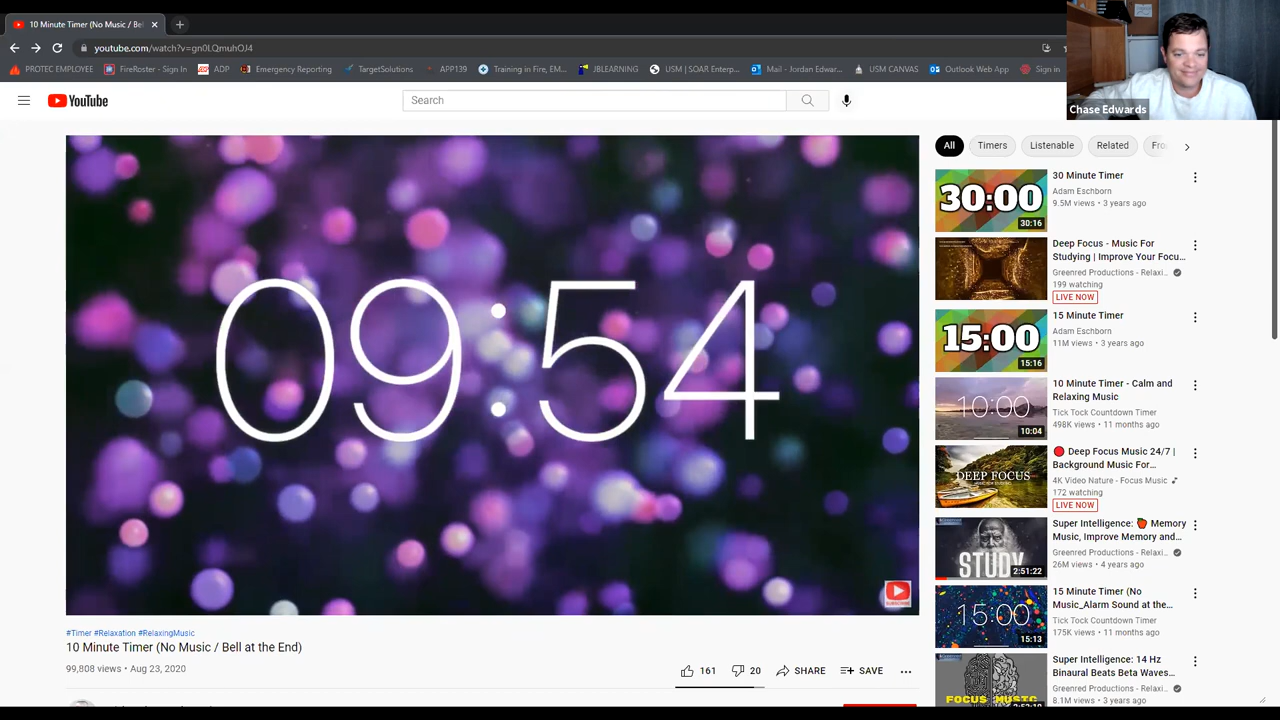 10 Minute Timer (No Music / Bel
youtube.com/watch?v=gn0LQmuhOJ4
PROTEC EMPLOYEE
FireRoster - Sign In
ADP
Emergency Reporting
TargetSolutions
APP139
Training in Fire, EM...
JBLEARNING
USM | SOAR Enterp...
Mail - Jordan Edwar...
USM CANVAS
Outlook Web App
Sign in
Chase Edwards
YouTube
Search
09:54
SUBSCRIBE
#Timer #Relaxation #RelaxingMusic
10 Minute Timer (No Music / Bell at the End)
99,808 views • Aug 23, 2020
161
20
SHARE
SAVE
All
Timers
Listenable
Related
Fro
30:00
30:16
30 Minute Timer
Adam Eschborn
9.5M views • 3 years ago
Deep Focus - Music For
Studying | Improve Your Focu...
Greenred Productions - Relaxi...
199 watching
LIVE NOW
15:00
15:16
15 Minute Timer
Adam Eschborn
11M views • 3 years ago
10:00
10:04
10 Minute Timer - Calm and
Relaxing Music
Tick Tock Countdown Timer
498K views • 11 months ago
DEEP FOCUS
Deep Focus Music 24/7 |
Background Music For...
4K Video Nature - Focus Music
172 watching
LIVE NOW
STUDY
2:51:22
Super Intelligence: 🍎 Memory
Music, Improve Memory and...
Greenred Productions - Relaxi...
26M views • 4 years ago
15:00
15:13
15 Minute Timer (No
Music_Alarm Sound at the...
Tick Tock Countdown Timer
175K views • 11 months ago
FOCUS MUSIC
Super Intelligence: 14 Hz
Binaural Beats Beta Waves...
Greenred Productions - Relaxi...
8.1M views • 3 years ago